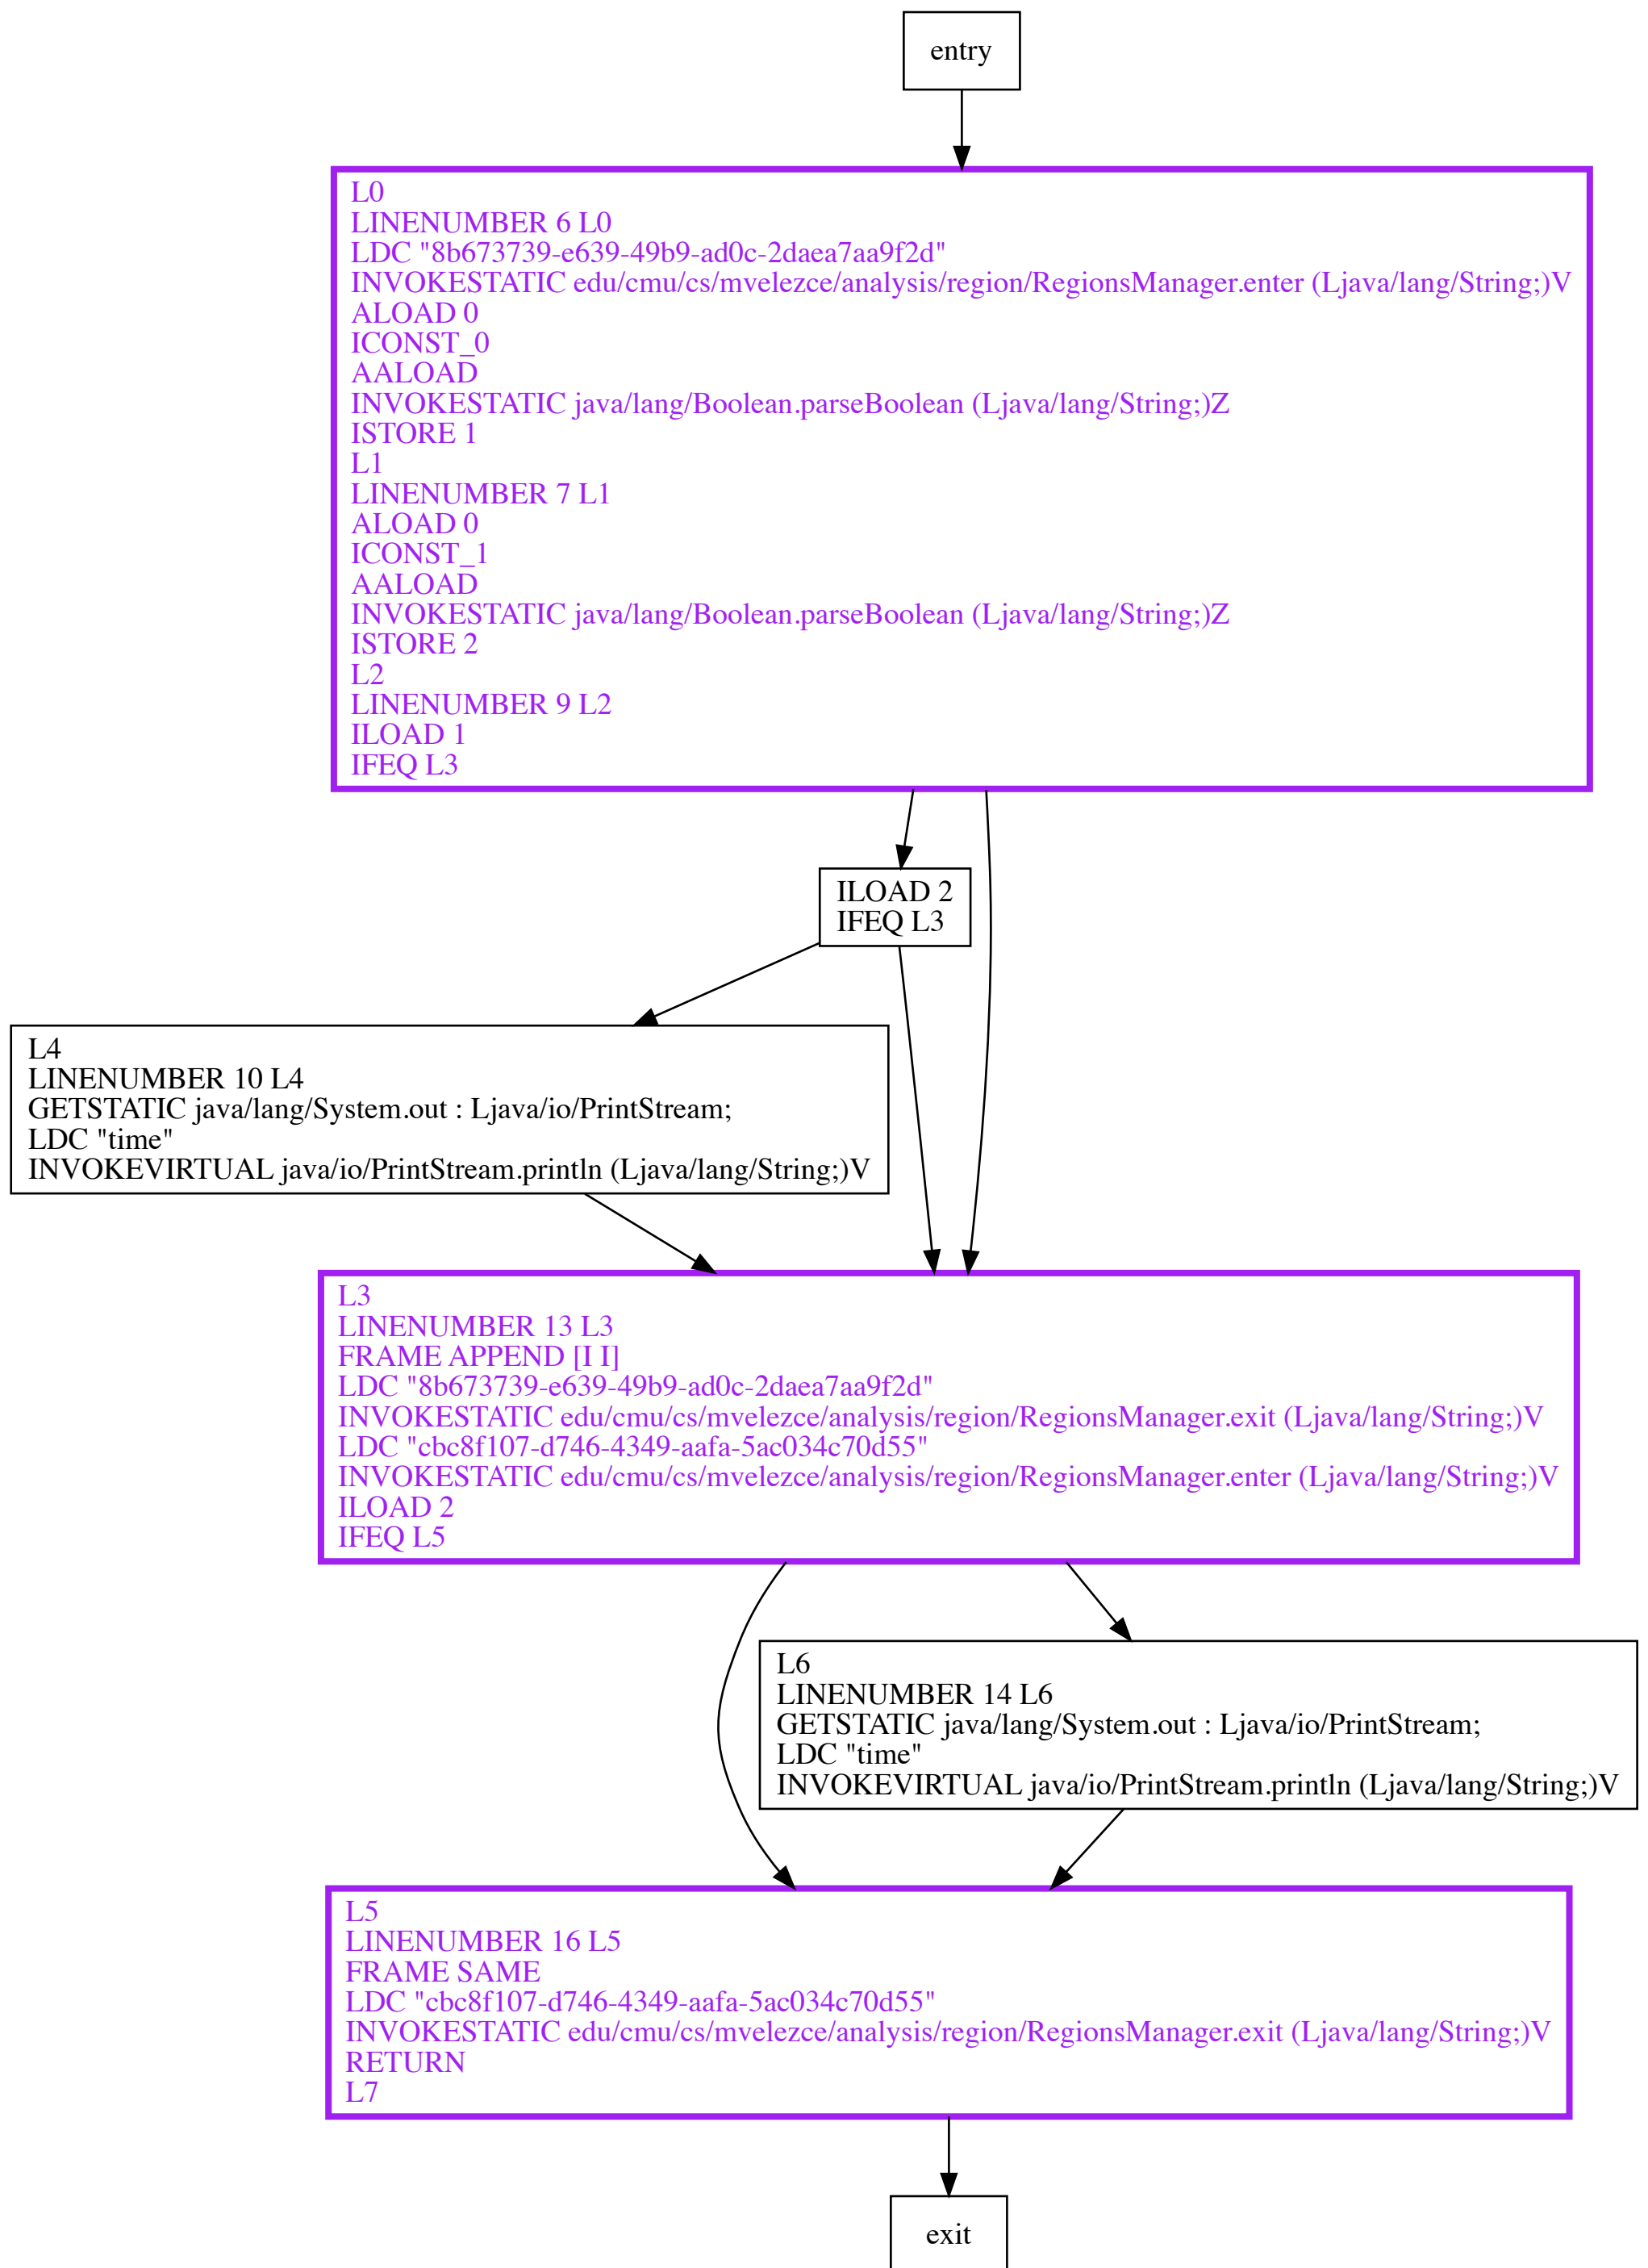 entry
L0
LINENUMBER 6 L0
LDC "8b673739-e639-49b9-ad0c-2daea7aa9f2d"
INVOKESTATIC edu/cmu/cs/mvelezce/analysis/region/RegionsManager.enter (Ljava/lang/String;)V
ALOAD 0
ICONST_0
AALOAD
INVOKESTATIC java/lang/Boolean.parseBoolean (Ljava/lang/String;)Z
ISTORE 1
L1
LINENUMBER 7 L1
ALOAD 0
ICONST_1
AALOAD
INVOKESTATIC java/lang/Boolean.parseBoolean (Ljava/lang/String;)Z
ISTORE 2
L2
LINENUMBER 9 L2
ILOAD 1
IFEQ L3
ILOAD 2
IFEQ L3
L4
LINENUMBER 10 L4
GETSTATIC java/lang/System.out : Ljava/io/PrintStream;
LDC "time"
INVOKEVIRTUAL java/io/PrintStream.println (Ljava/lang/String;)V
L3
LINENUMBER 13 L3
FRAME APPEND [I I]
LDC "8b673739-e639-49b9-ad0c-2daea7aa9f2d"
INVOKESTATIC edu/cmu/cs/mvelezce/analysis/region/RegionsManager.exit (Ljava/lang/String;)V
LDC "cbc8f107-d746-4349-aafa-5ac034c70d55"
INVOKESTATIC edu/cmu/cs/mvelezce/analysis/region/RegionsManager.enter (Ljava/lang/String;)V
ILOAD 2
IFEQ L5
L6
LINENUMBER 14 L6
GETSTATIC java/lang/System.out : Ljava/io/PrintStream;
LDC "time"
INVOKEVIRTUAL java/io/PrintStream.println (Ljava/lang/String;)V
L5
LINENUMBER 16 L5
FRAME SAME
LDC "cbc8f107-d746-4349-aafa-5ac034c70d55"
INVOKESTATIC edu/cmu/cs/mvelezce/analysis/region/RegionsManager.exit (Ljava/lang/String;)V
RETURN
L7
exit